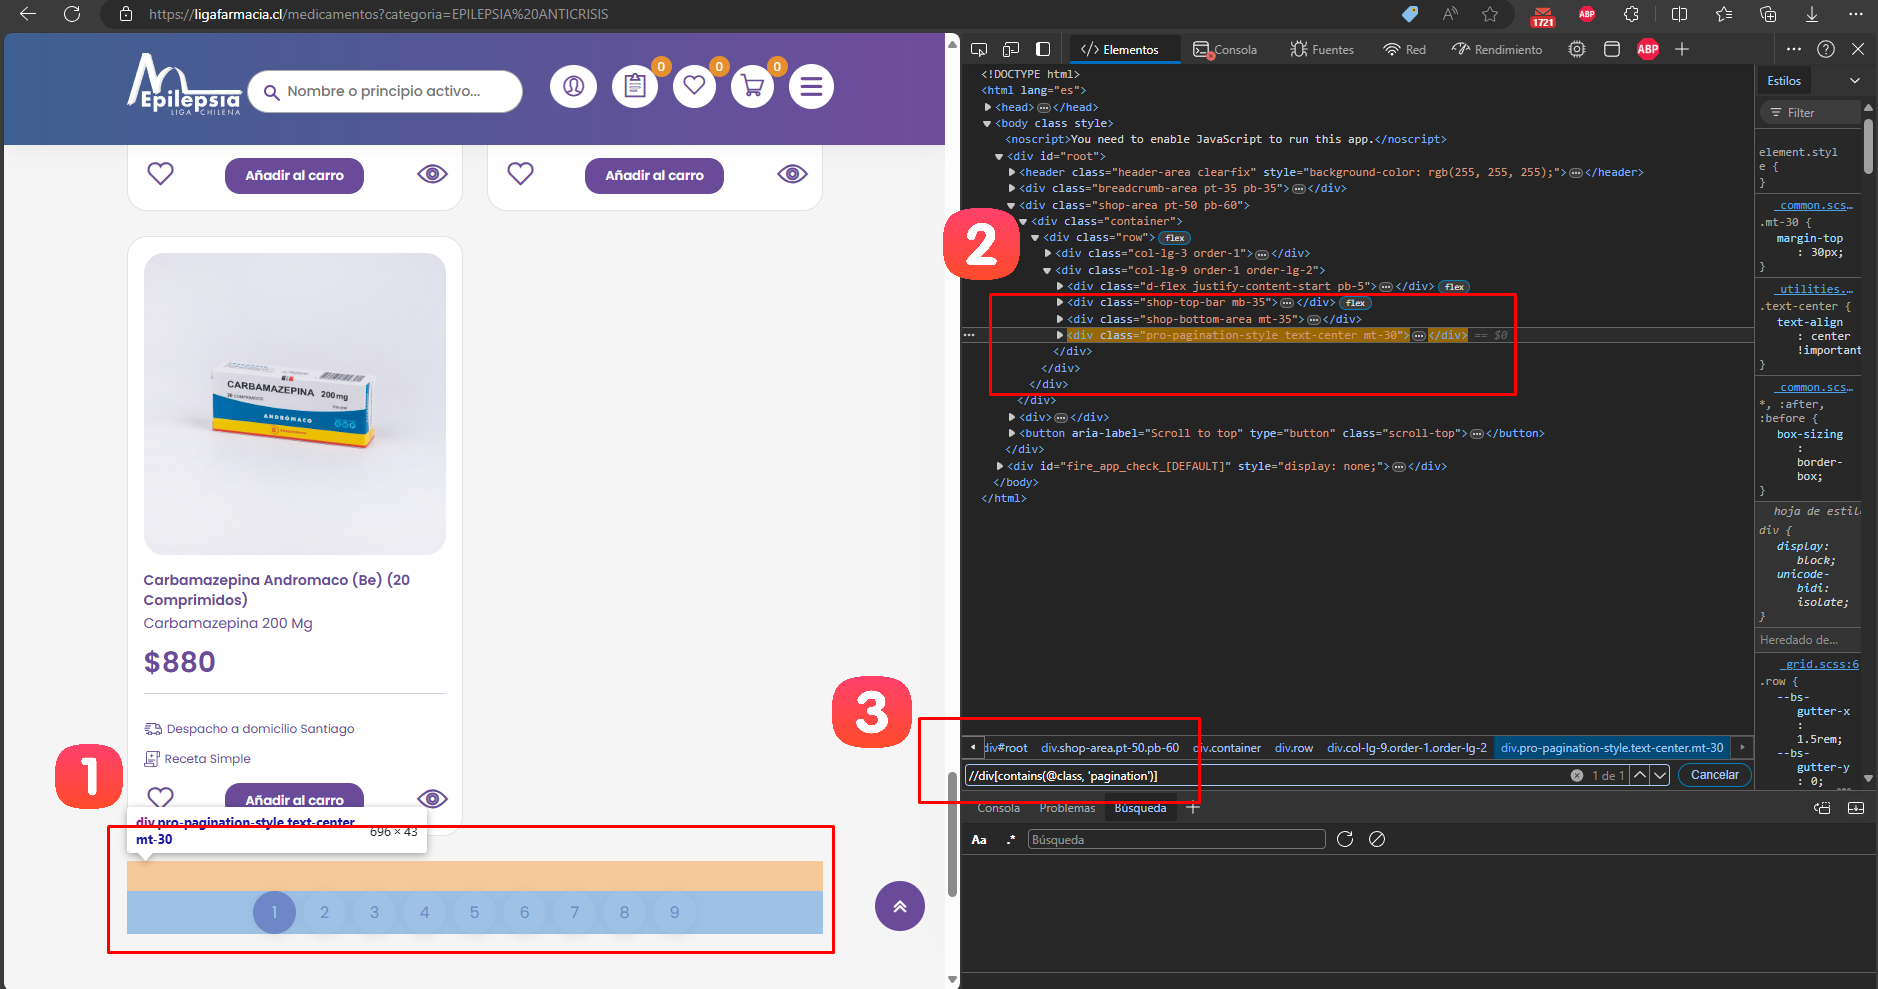 https://ligafarmacia.cl/medicamentos?categoria=EPILEPSIA%20ANTICRISIS
1721
ABP
Epilepsia
LIGA CHILENA
Nombre o principio activo...
0
0
0
Añadir al carro
Añadir al carro
CARBAMAZEPINA 200 mg
ANDRÓMACO
Carbamazepina Andromaco (Be) (20
Comprimidos)
Carbamazepina 200 Mg
$880
Despacho a domicilio Santiago
Receta Simple
Añadir al carro
1
div.pro-pagination-style.text-center
mt-30
696 × 43
1 2 3 4 5 6 7 8 9
2
3
Elementos
Consola
Fuentes
Red
Rendimiento
ABP
<!DOCTYPE html>
<html lang="es">
<head>…</head>
<body class style>
<noscript>You need to enable JavaScript to run this app.</noscript>
<div id="root">
<header class="header-area clearfix" style="background-color: rgb(255, 255, 255);">…</header>
<div class="breadcrumb-area pt-35 pb-35">…</div>
<div class="shop-area pt-50 pb-60">
<div class="container">
<div class="row"> flex
<div class="col-lg-3 order-1">…</div>
<div class="col-lg-9 order-1 order-lg-2">
<div class="d-flex justify-content-start pb-5">…</div> flex
<div class="shop-top-bar mb-35">…</div> flex
<div class="shop-bottom-area mt-35">…</div>
<div class="pro-pagination-style text-center mt-30">…</div> == $0
</div>
</div>
</div>
</div>
<div>…</div>
<button aria-label="Scroll to top" type="button" class="scroll-top">…</button>
</div>
<div id="fire_app_check_[DEFAULT]" style="display: none;">…</div>
</body>
</html>
div#root div.shop-area.pt-50.pb-60 div.container div.row div.col-lg-9.order-1.order-lg-2 div.pro-pagination-style.text-center.mt-30
//div[contains(@class, 'pagination')]
1 de 1
Cancelar
Consola Problemas Búsqueda
Aa .* Búsqueda
Estilos
Filter
element.styl
e {
}
_common.scs…
.mt-30 {
margin-top
: 30px;
}
_utilities.…
.text-center {
text-align
: center
!important
}
_common.scs…
*, :after,
:before {
box-sizing
:
border-
box;
}
hoja de estil
div {
display:
block;
unicode-
bidi:
isolate;
}
Heredado de…
_grid.scss:6
.row {
--bs-
gutter-x
:
1.5rem;
--bs-
gutter-y
: 0;